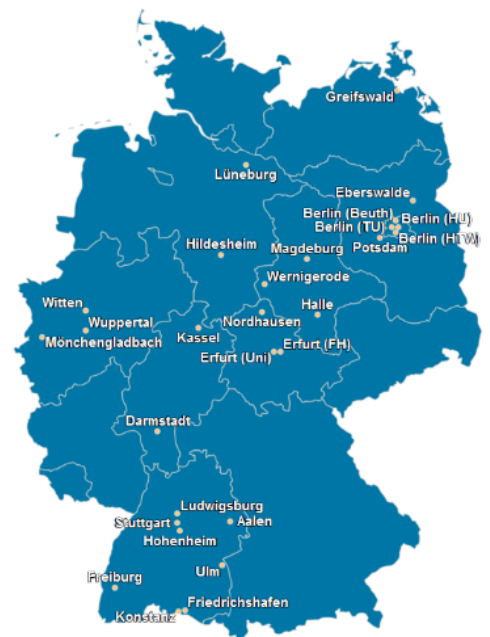 Greifswald
Lüneburg
Eberswalde
Berlin (Beuth)
Berlin (HU)
Berlin (TU)
Berlin (HTW)
Potsdam
Hildesheim
Magdeburg
Wernigerode
Witten
Halle
Nordhausen
Wuppertal
Kassel
Mönchengladbach
Erfurt (Uni)
Erfurt (FH)
Darmstadt
Ludwigsburg
Stuttgart
Aalen
Hohenheim
Ulm
Freiburg
Friedrichshafen
Konstanz